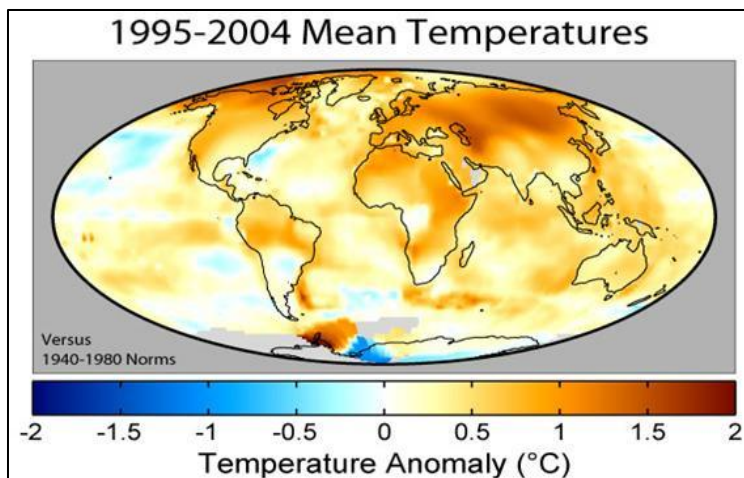 1995-2004 Mean Temperatures
Versus
1940-1980 Norms
-2 -1.5 -1 -0.5 0 0.5 1 1.5 2
Temperature Anomaly (°C)